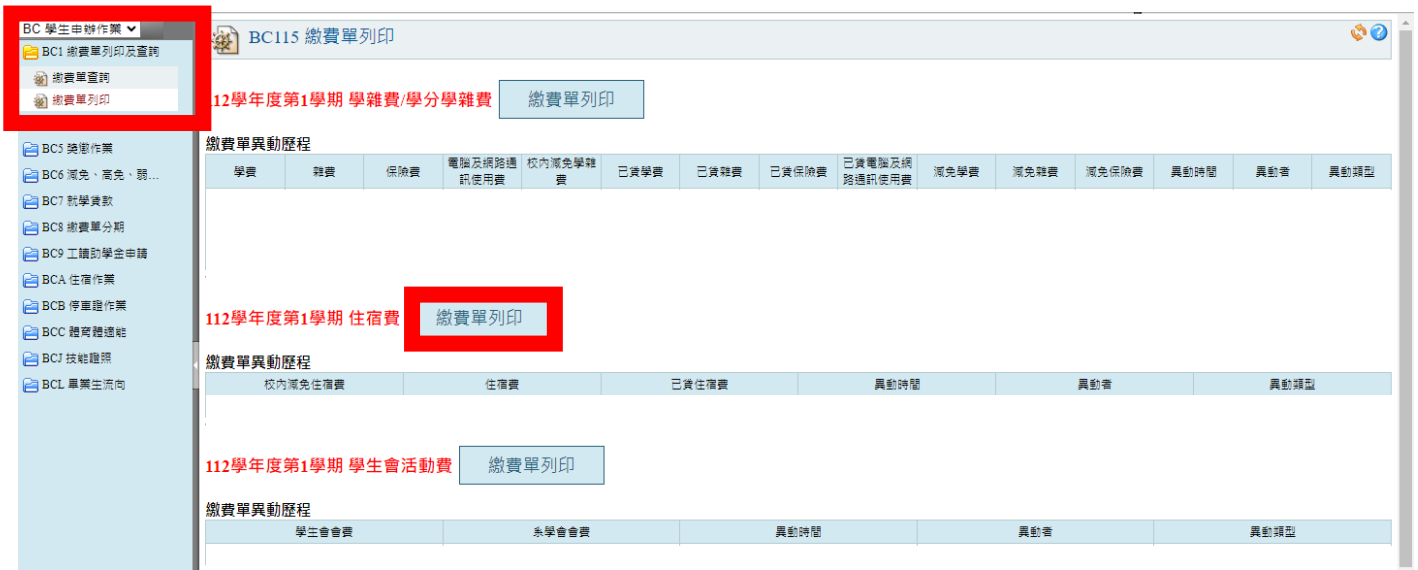 BC 學生申辦作業
BC1 繳費單列印及查詢
繳費單查詢
繳費單列印
BC5 獎懲作業
BC6 減免、高免、弱...
BC7 就學貸款
BC8 繳費單分期
BC9 工讀助學金申請
BCA 住宿作業
BCB 停車證作業
BCC 體育體適能
BCJ 技能證照
BCL 畢業生流向
BC115 繳費單列印
112學年度第1學期 學雜費/學分學雜費 繳費單列印
繳費單異動歷程
學費 雜費 保險費 電腦及網路通訊使用費 校內減免學雜費 已貸學費 已貸雜費 已貸保險費 已貸電腦及網路通訊使用費 減免學費 減免雜費 減免保險費 異動時間 異動者 異動類型
112學年度第1學期 住宿費 繳費單列印
繳費單異動歷程
校內減免住宿費 住宿費 已貸住宿費 異動時間 異動者 異動類型
112學年度第1學期 學生會活動費 繳費單列印
繳費單異動歷程
學生會會費 系學會會費 異動時間 異動者 異動類型